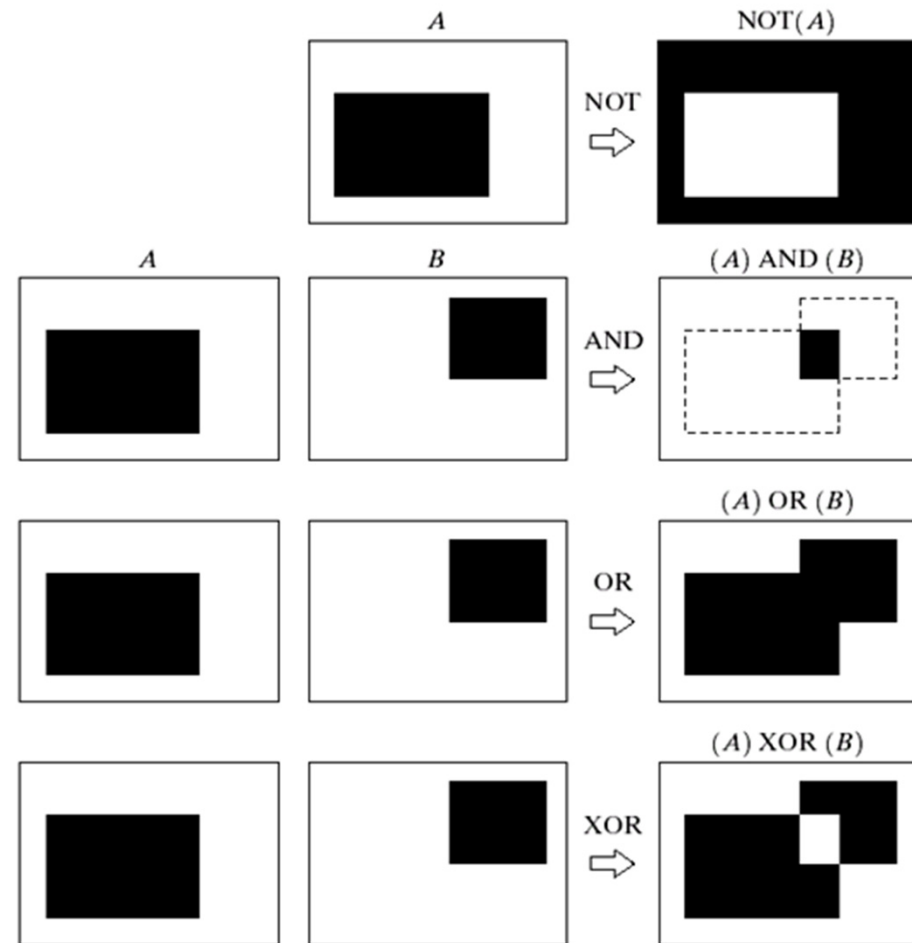 A
NOT(A)
NOT
A
B
(A) AND (B)
AND
(A) OR (B)
OR
(A) XOR (B)
XOR